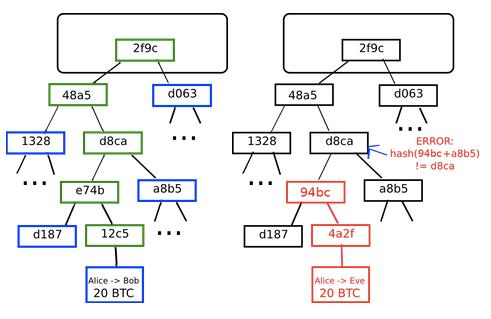 2f9c
48a5
d063
...
1328
d8ca
...
e74b
a8b5
...
d187
12c5
Alice -> Bob
20 BTC
2f9c
48a5
d063
...
1328
d8ca
...
ERROR:
hash(94bc+a8b5)
!= d8ca
94bc
a8b5
d187
4a2f
Alice -> Eve
20 BTC